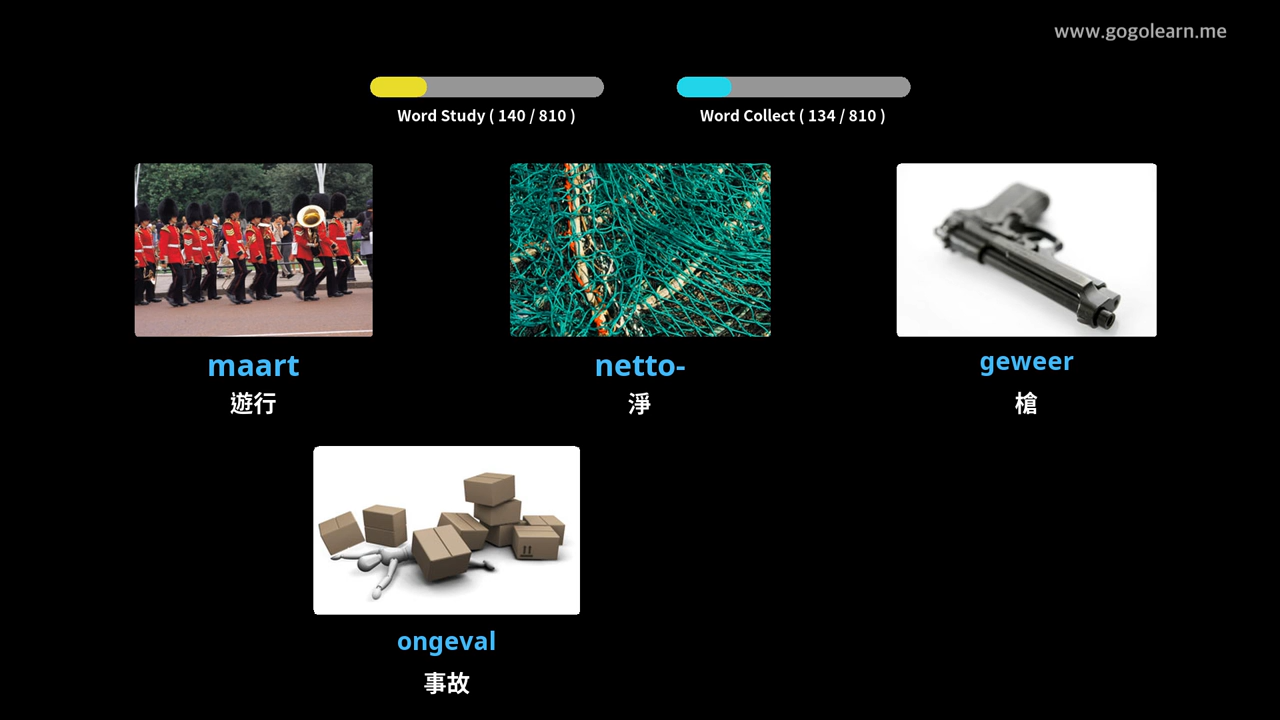 www.gogolearn.me
Word Study ( 140 / 810 )
Word Collect ( 134 / 810 )
maart
遊行
netto-
淨
geweer
槍
ongeval
事故